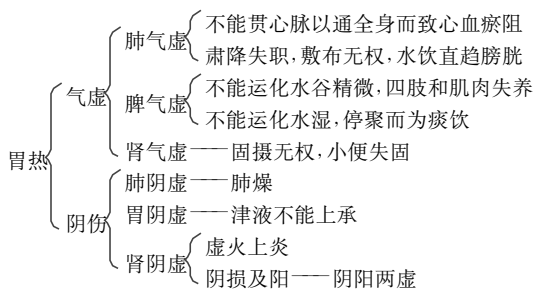 胃热
气虚
肺气虚
不能贯心脉以通全身而致心血瘀阻
肃降失职,敷布无权,水饮直趋膀胱
脾气虚
不能运化水谷精微,四肢和肌肉失养
不能运化水湿,停聚而为痰饮
肾气虚——固摄无权,小便失固
阴伤
肺阴虚——肺燥
胃阴虚——津液不能上承
肾阴虚
虚火上炎
阴损及阳——阴阳两虚